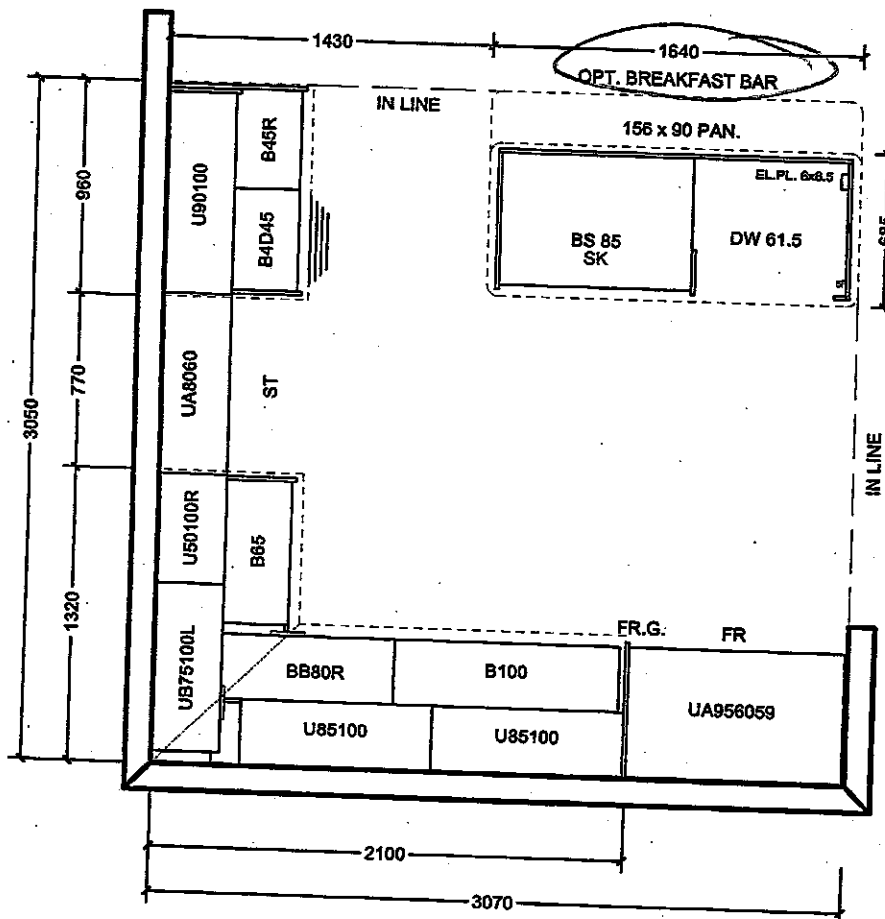 1430
1640
OPT. BREAKFAST BAR
IN LINE
156 x 90 PAN.
EL.PL. 6x6.5
B45R
U90100
960
B4D45
BS 85
SK
DW 61.5
685
770
UA8060
ST
3050
IN LINE
U50100R
B65
1320
UB75100L
FR.G.
FR
BB80R
B100
UA956059
U85100
U85100
2100
3070